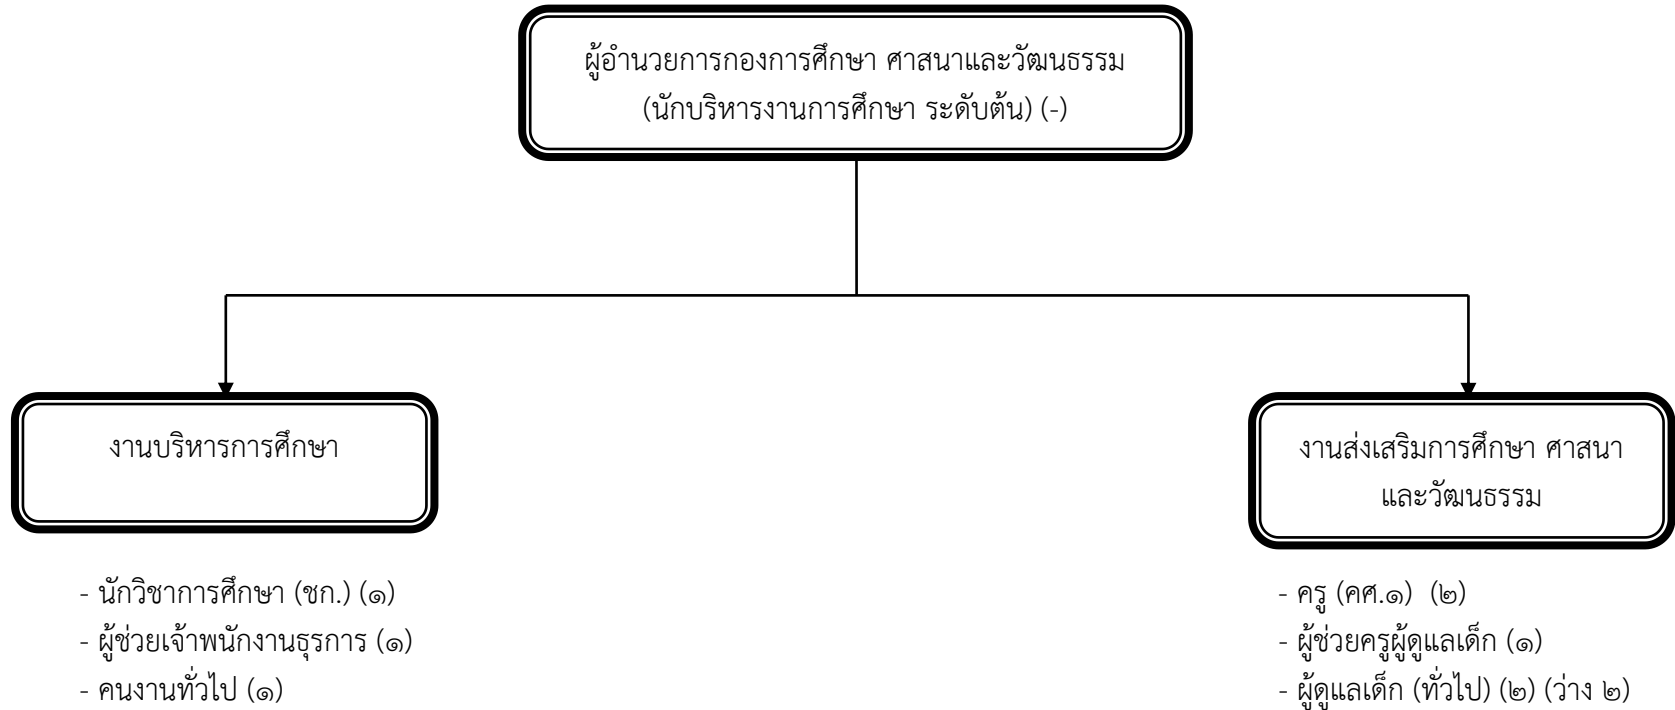 ผู้อำนวยการกองการศึกษา ศาสนาและวัฒนธรรม
(นักบริหารงานการศึกษา ระดับต้น) (-)
งานบริหารการศึกษา
- นักวิชาการศึกษา (ชก.) (๑)
- ผู้ช่วยเจ้าพนักงานธุรการ (๑)
- คนงานทั่วไป (๑)
งานส่งเสริมการศึกษา ศาสนา
และวัฒนธรรม
- ครู (คศ.๑) (๒)
- ผู้ช่วยครูผู้ดูแลเด็ก (๑)
- ผู้ดูแลเด็ก (ทั่วไป) (๒) (ว่าง ๒)